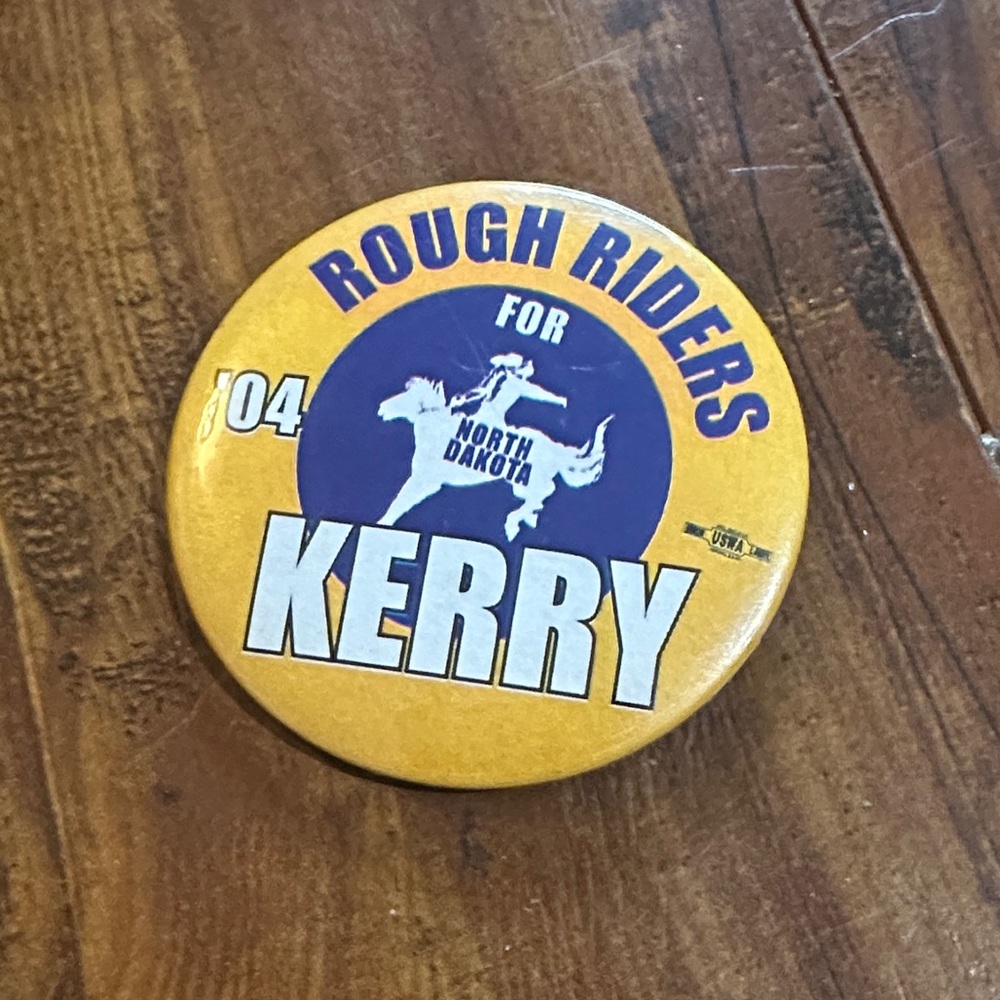 ROUGH RIDERS
FOR
'04
NORTH
DAKOTA
KERRY
USWA